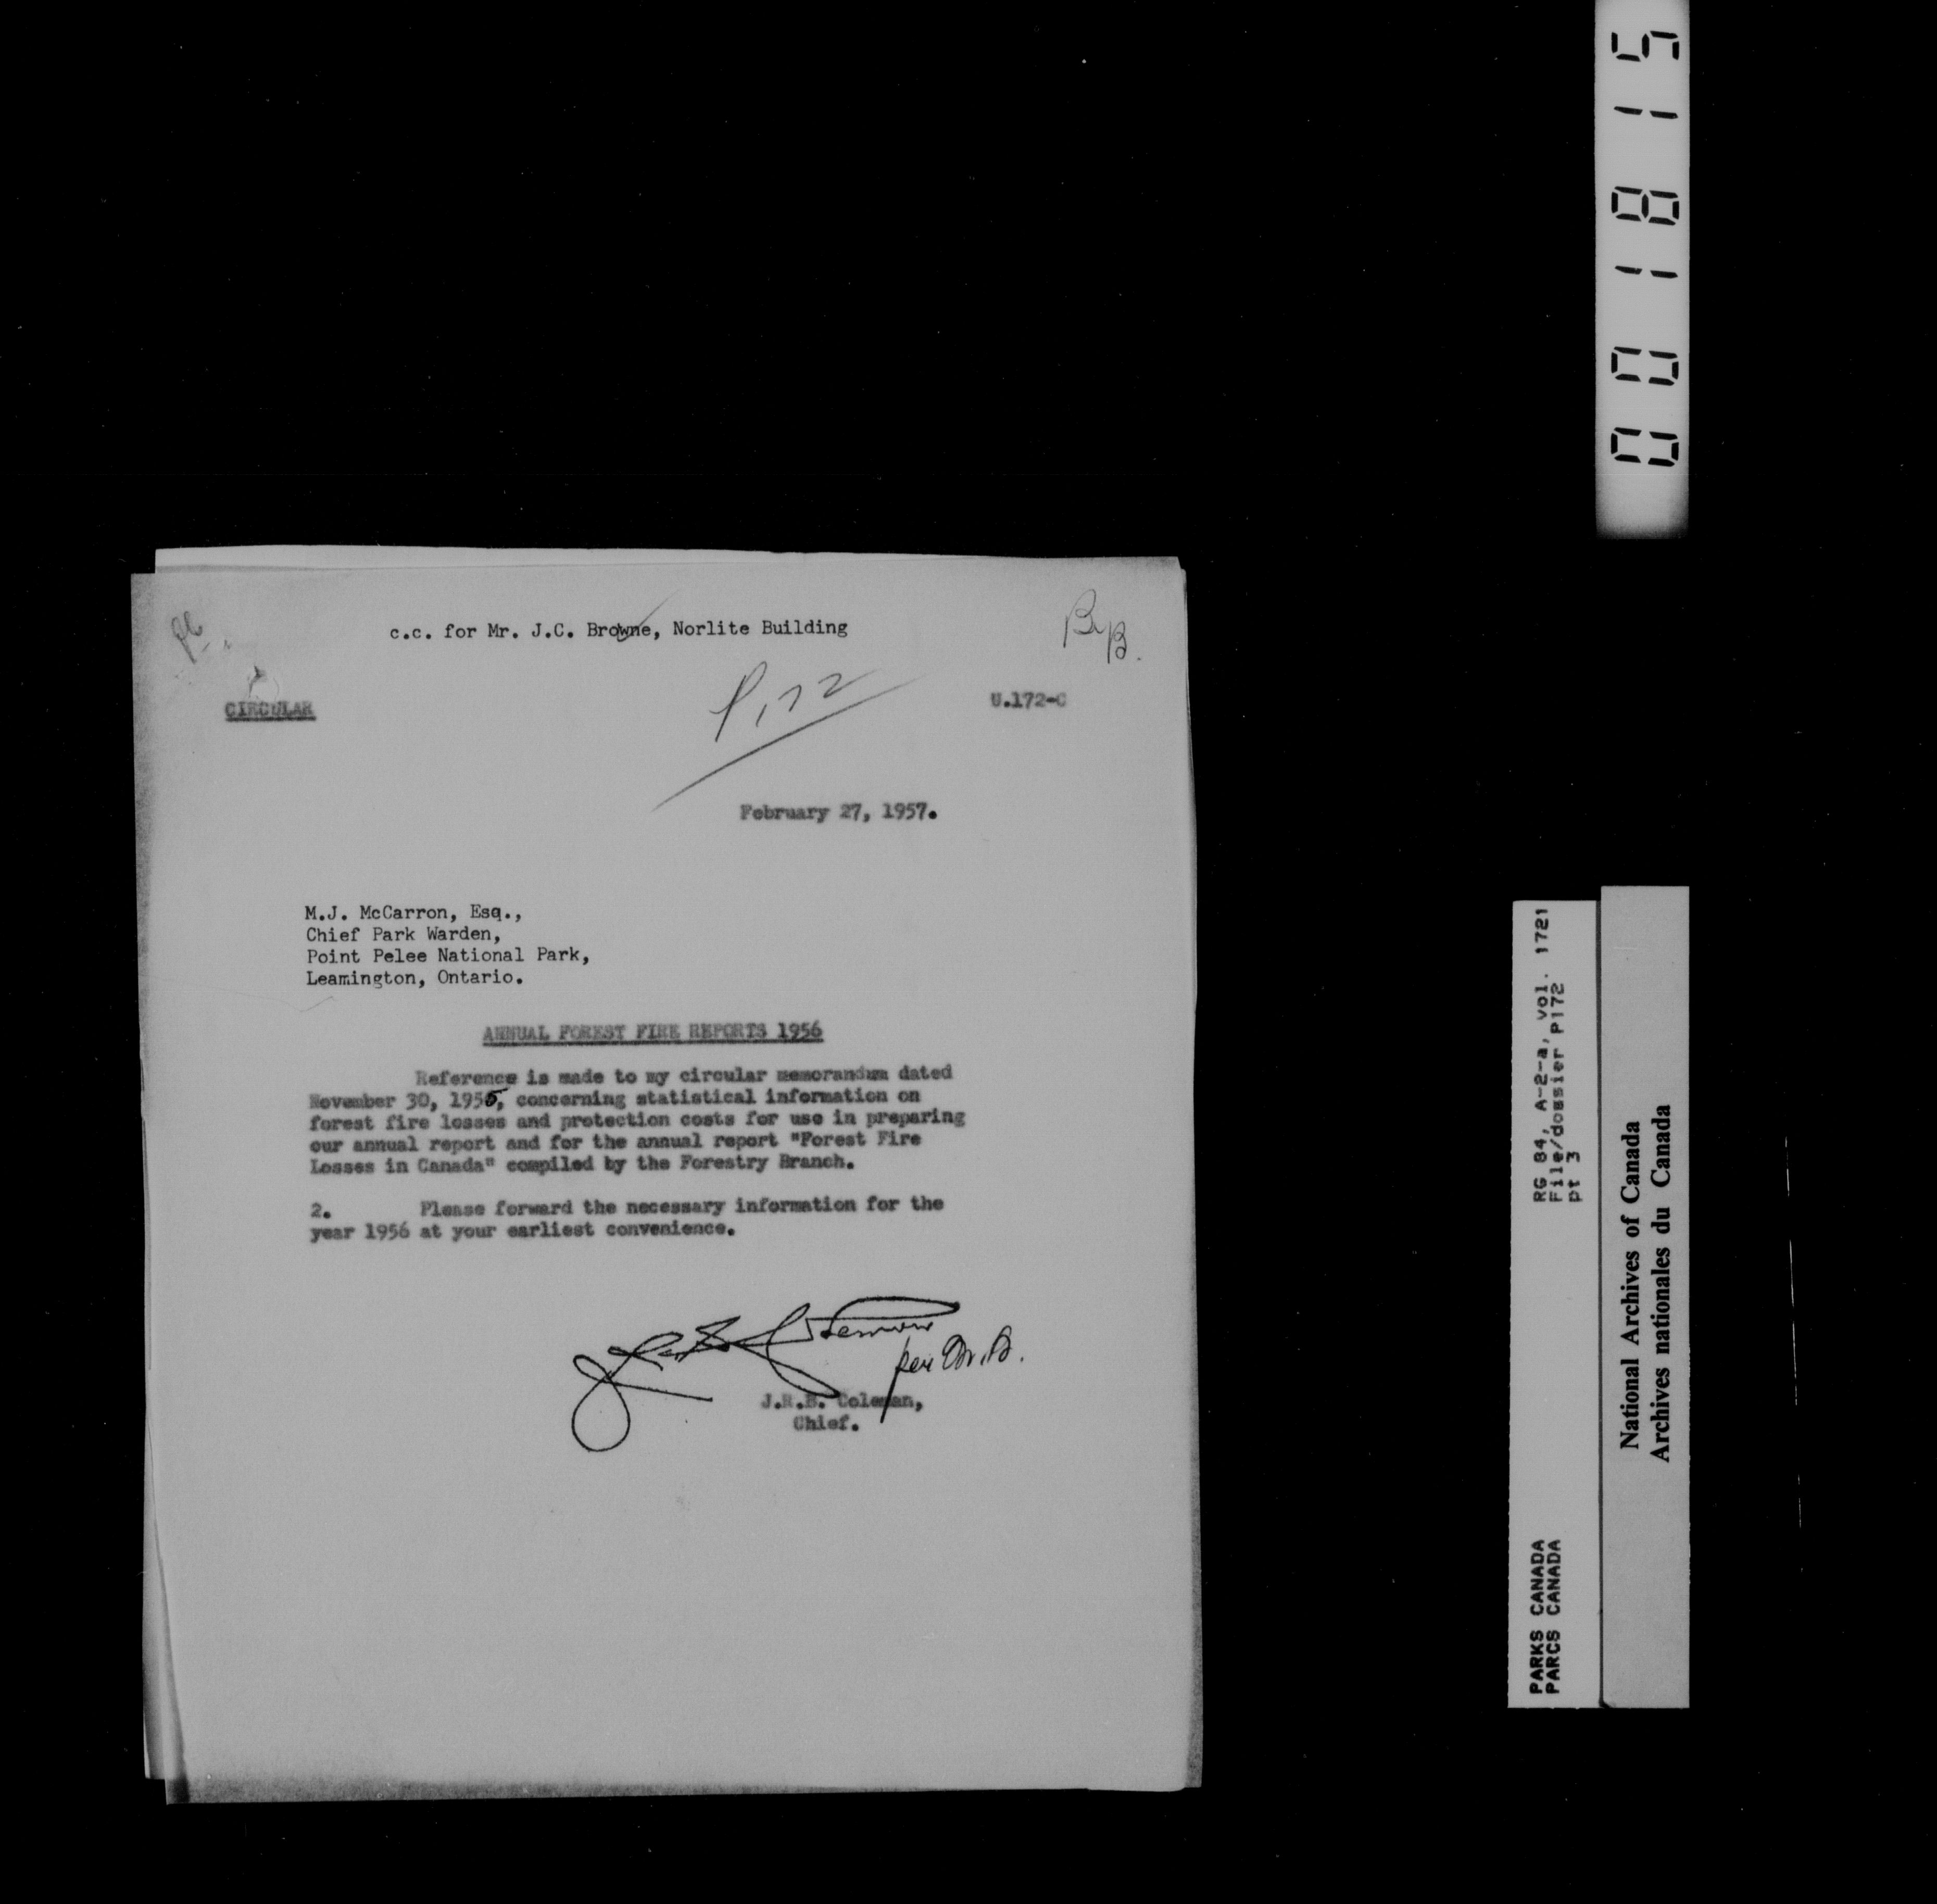 c.c. for Mr. J.C. Browne, Norlite Building
CIRCULAR
P.172
U.172-C
February 27, 1957.
M.J. McCarron, Esq.,
Chief Park Warden,
Point Pelee National Park,
Leamington, Ontario.
ANNUAL FOREST FIRE REPORTS 1956
Reference is made to my circular memorandum dated
November 30, 1955, concerning statistical information on
forest fire losses and protection costs for use in preparing
our annual report and for the annual report "Forest Fire
Losses in Canada" compiled by the Forestry Branch.
2. Please forward the necessary information for the
year 1956 at your earliest convenience.
per
J.R.B. Coleman,
Chief.
001815
PARKS CANADA
PARCS CANADA
RG 84, A-2-a, vol. 1721
File/dossier P172
pt 3
National Archives of Canada
Archives nationales du Canada